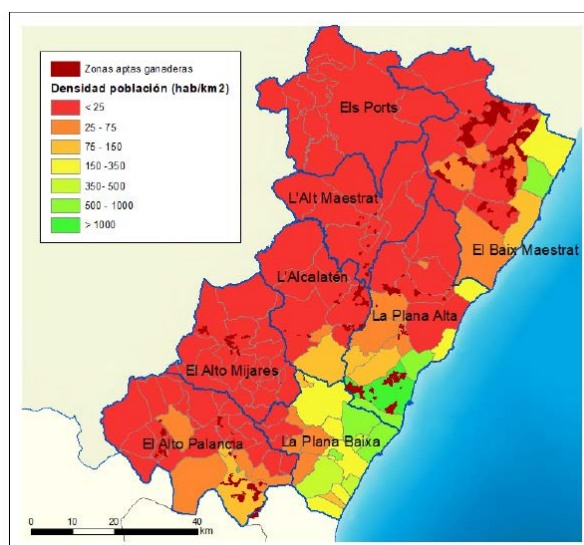 Zonas aptas ganaderas
Densidad población (hab/km2)
< 25
25 - 75
75 - 150
150 -350
350- 500
500 - 1000
> 1000
Els Ports
L'Alt Maestrat
L'Alcalatén
El Baix Maestrat
La Plana Alta
El Alto Mijares
El Alto Palancia
La Plana Baixa
0 10 20 40
km